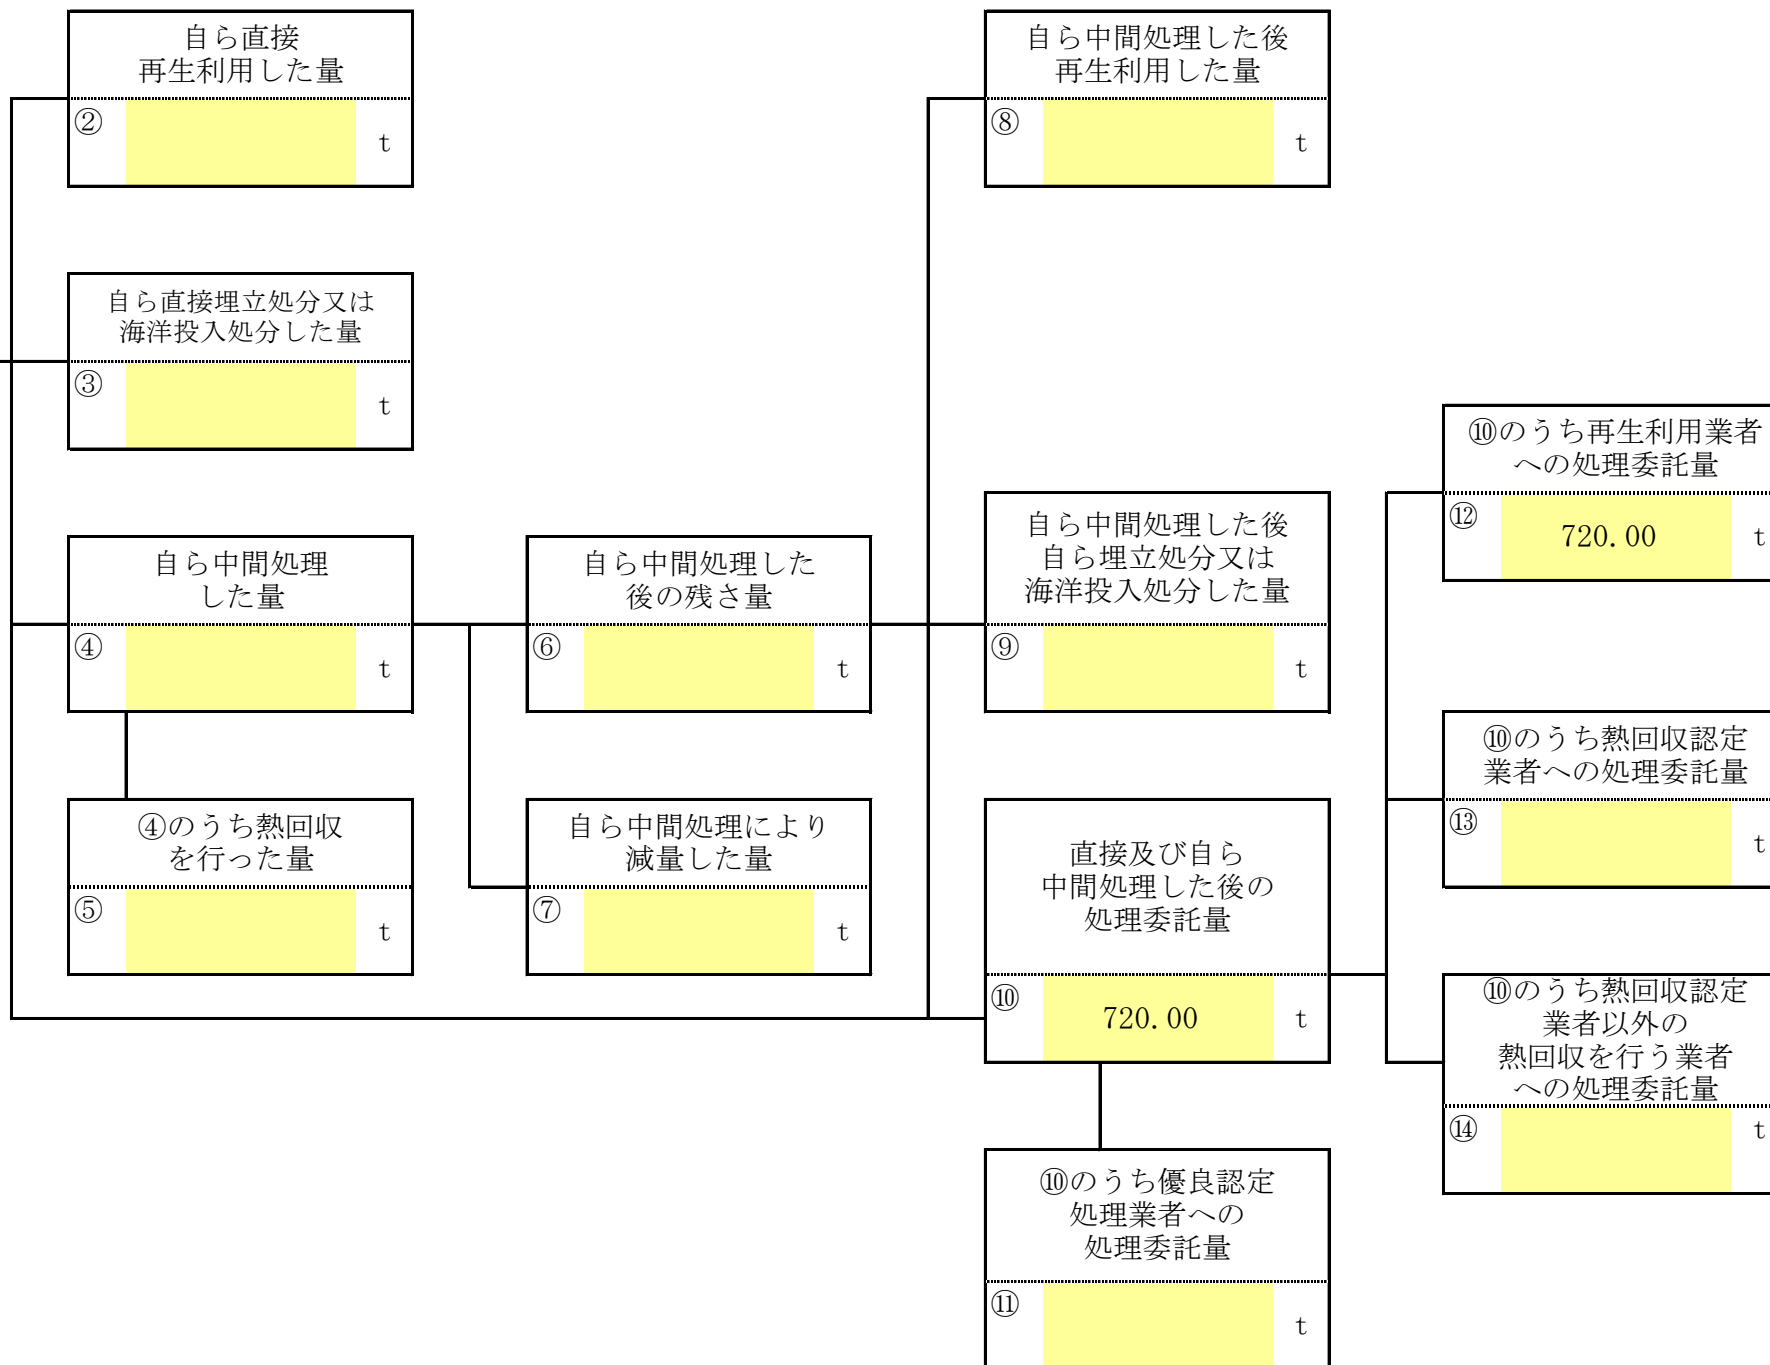 自ら直接
再生利用した量
②
t
自ら中間処理した後
再生利用した量
⑧
t
自ら直接埋立処分又は
海洋投入処分した量
③
t
⑩のうち再生利用業者
への処理委託量
⑫
720.00
t
自ら中間処理
した量
④
t
自ら中間処理した
後の残さ量
⑥
t
自ら中間処理した後
自ら埋立処分又は
海洋投入処分した量
⑨
t
⑩のうち熱回収認定
業者への処理委託量
⑬
t
④のうち熱回収
を行った量
⑤
t
自ら中間処理により
減量した量
⑦
t
直接及び自ら
中間処理した後の
処理委託量
⑩
720.00
t
⑩のうち熱回収認定
業者以外の
熱回収を行う業者
への処理委託量
⑭
t
⑩のうち優良認定
処理業者への
処理委託量
⑪
t